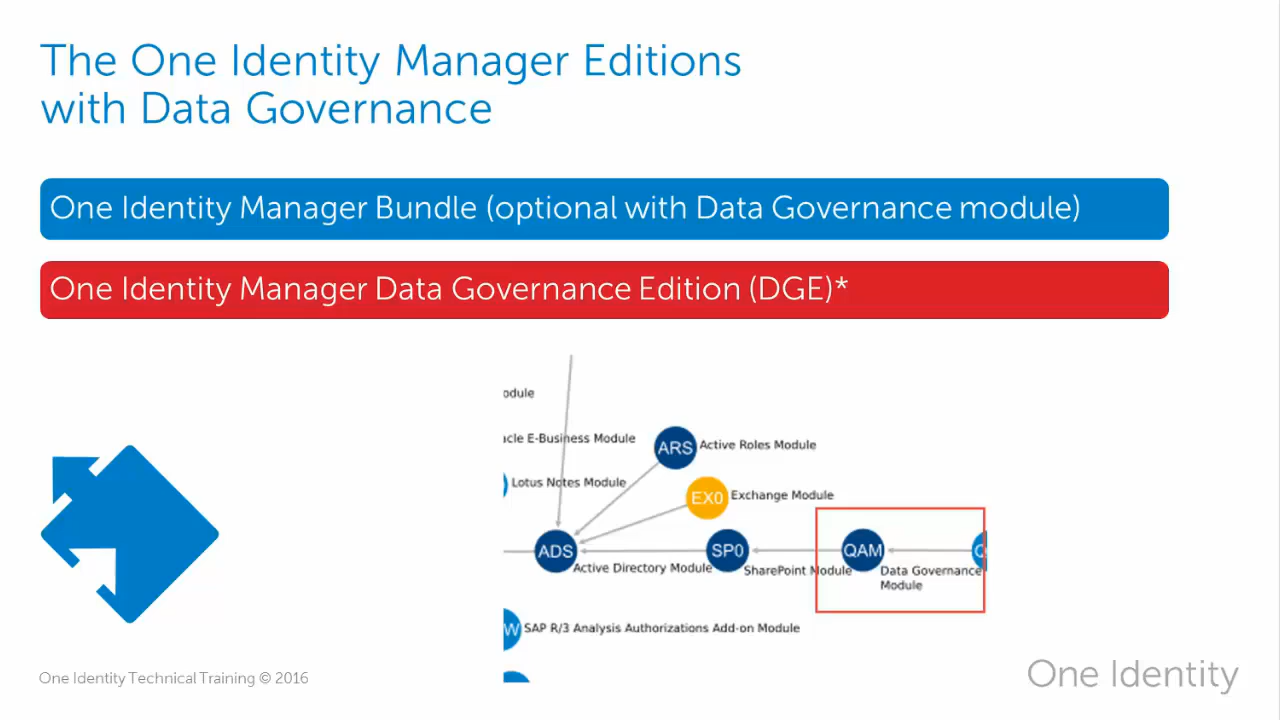 The One Identity Manager Editions
with Data Governance
One Identity Manager Bundle (optional with Data Governance module)
One Identity Manager Data Governance Edition (DGE)*
odule
acle E-Business Module
ARS Active Roles Module
Lotus Notes Module
EX0 Exchange Module
ADS
Active Directory Module
SP0
SharePoint Module
QAM
Data Governance
Module
W SAP R/3 Analysis Authorizations Add-on Module
One Identity Technical Training © 2016
One Identity